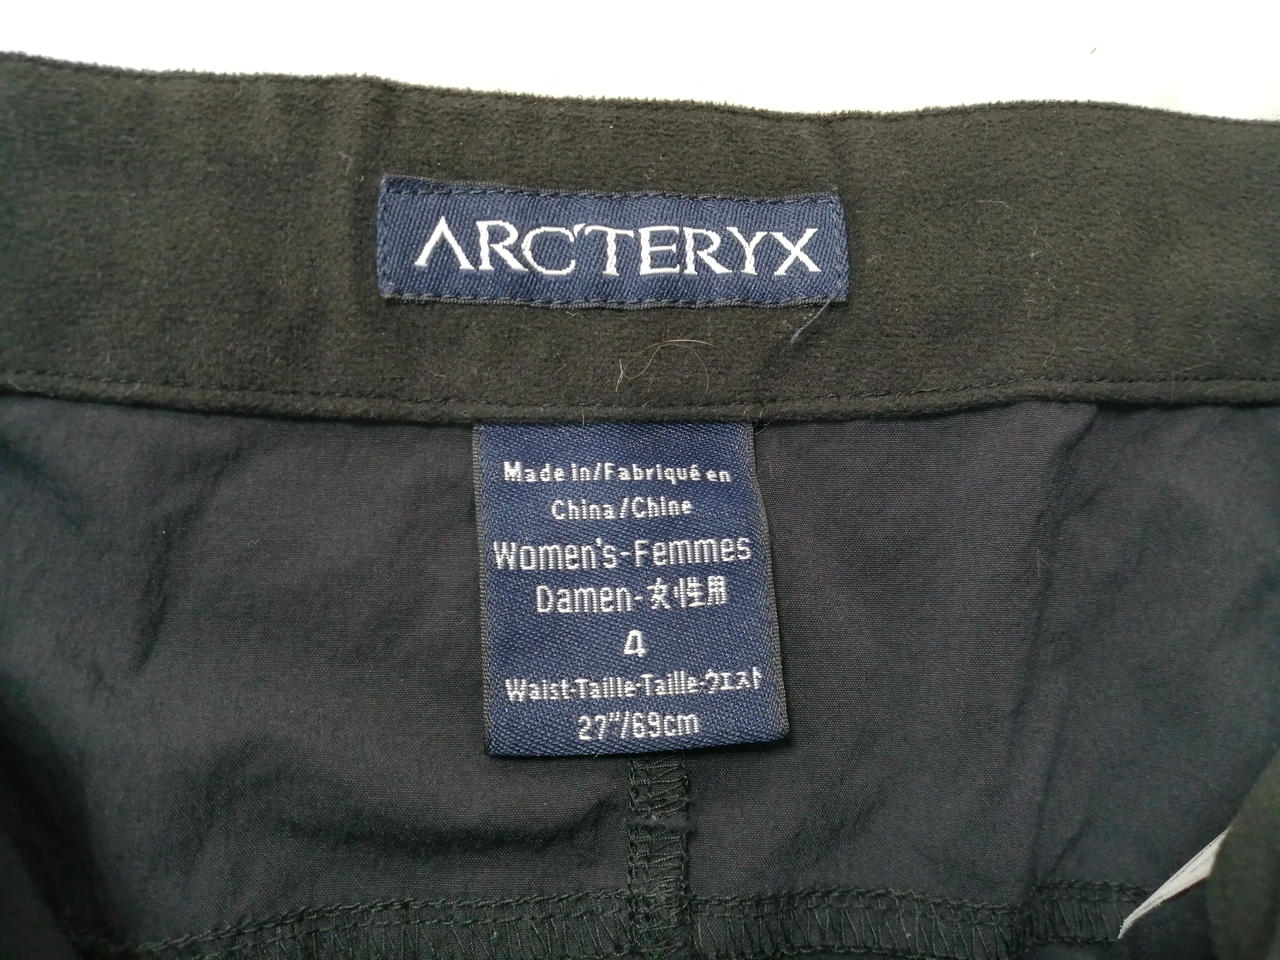 ARC'TERYX
Made in/Fabriqué en
China/Chine
Women's-Femmes
Damen-女性用
4
Waist-Taille-Taille-ウエスト
27"/69cm